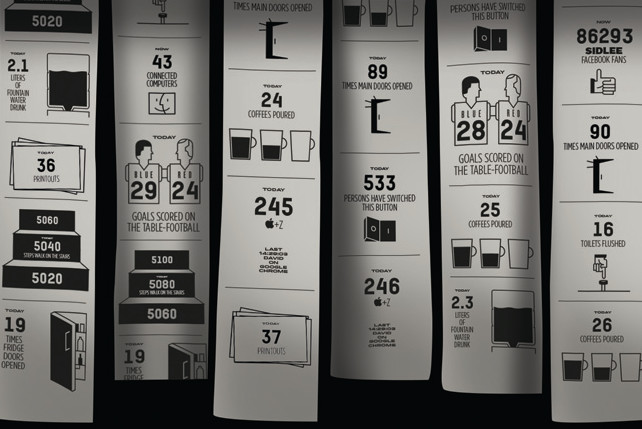 5020
TODAY
2.1
LITERS
OF
FOUNTAIN
WATER
DRUNK
TODAY
36
PRINTOUTS
5060
TODAY
5040
STEPS WALK ON THE STAIRS
5020
TODAY
19
TIMES
FRIDGE
DOORS
OPENED
NOW
43
CONNECTED
COMPUTERS
TODAY
BLUE RED
29 24
GOALS SCORED ON
THE TABLE-FOOTBALL
5100
TODAY
5080
STEPS WALK ON THE STAIRS
5060
TODAY
19
TIMES
FRIDGE
TIMES MAIN DOORS OPENED
TODAY
24
COFFEES POURED
TODAY
245
+Z
LAST
14:29:03
DAVID
ON
GOOGLE
CHROME
TODAY
37
PRINTOUTS
TODAY
89
TIMES MAIN DOORS OPENED
TODAY
533
PERSONS HAVE SWITCHED
THIS BUTTON
TODAY
246
+Z
LAST
14:29:03
DAVID
ON
GOOGLE
CHROME
PERSONS HAVE SWITCHED
THIS BUTTON
TODAY
BLUE RED
28 24
GOALS SCORED ON
THE TABLE-FOOTBALL
TODAY
25
COFFEES POURED
TODAY
2.3
LITERS
OF
FOUNTAIN
WATER
DRUNK
NOW
86293
SIDLEE
FACEBOOK FANS
TODAY
90
TIMES MAIN DOORS OPENED
TODAY
16
TOILETS FLUSHED
TODAY
26
COFFEES POURED